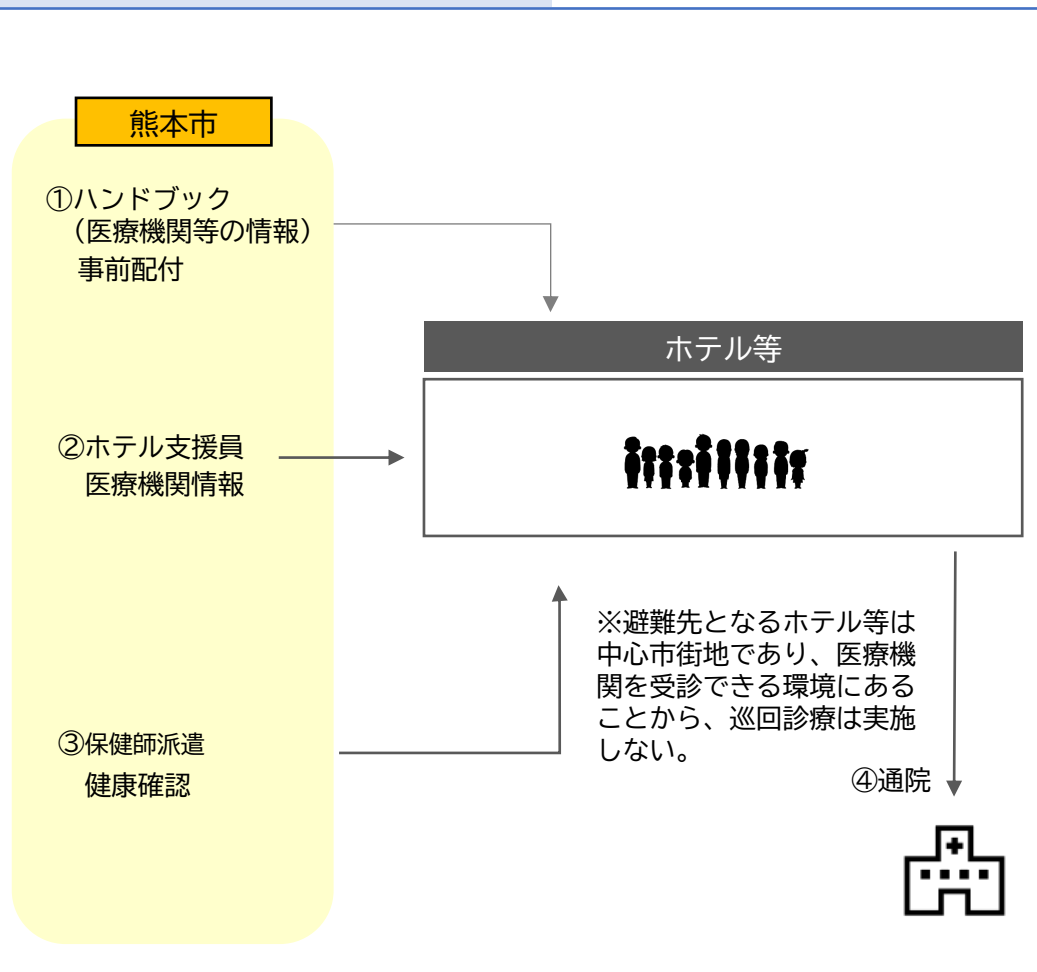 熊本市
①ハンドブック
（医療機関等の情報）
事前配付
ホテル等
②ホテル支援員
医療機関情報
※避難先となるホテル等は
中心市街地であり、医療機
関を受診できる環境にある
ことから、巡回診療は実施
しない。
③保健師派遣
健康確認
④通院